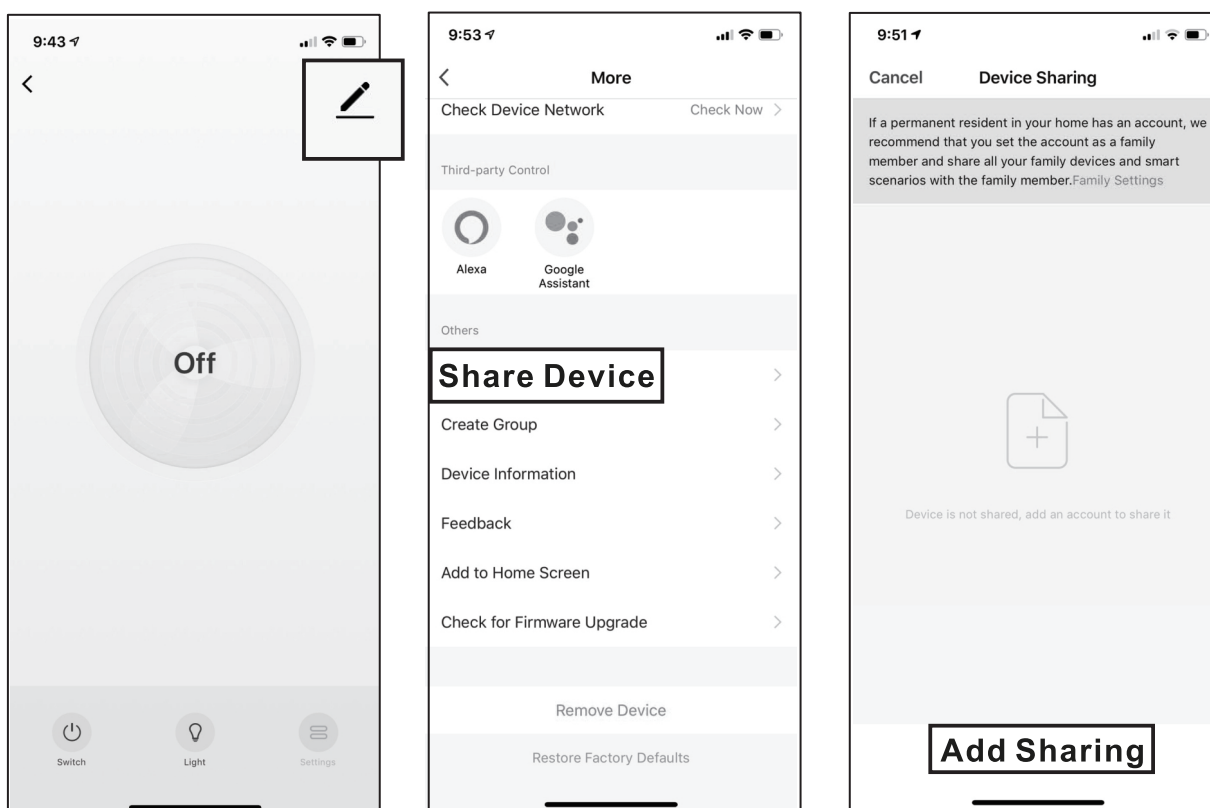 9:43
Off
Switch
Light
Settings
9:53
More
Check Device Network Check Now >
Third-party Control
Alexa
Google
Assistant
Others
Share Device >
Create Group >
Device Information >
Feedback >
Add to Home Screen >
Check for Firmware Upgrade >
Remove Device
Restore Factory Defaults
9:51
Cancel Device Sharing
If a permanent resident in your home has an account, we
recommend that you set the account as a family
member and share all your family devices and smart
scenarios with the family member.Family Settings
Device is not shared, add an account to share it
Add Sharing